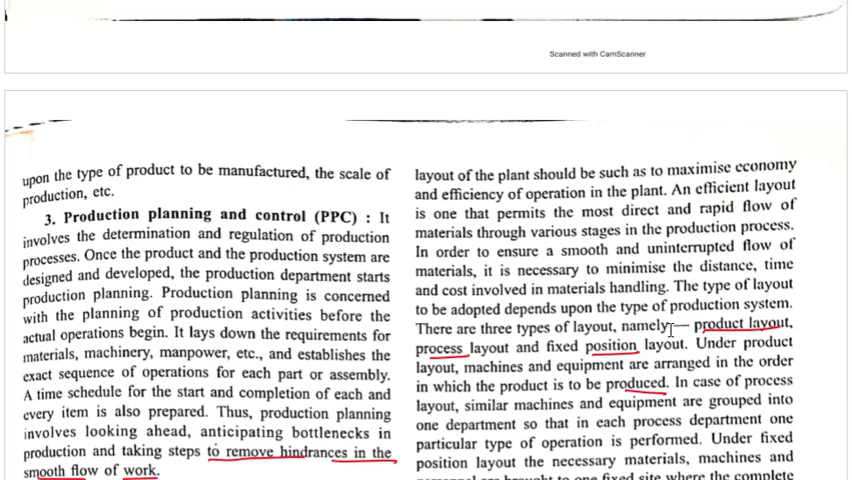 Scanned with CamScanner
upon the type of product to be manufactured, the scale of
production, etc.
3. Production planning and control (PPC) : It
involves the determination and regulation of production
processes. Once the product and the production system are
designed and developed, the production department starts
production planning. Production planning is concerned
with the planning of production activities before the
actual operations begin. It lays down the requirements for
materials, machinery, manpower, etc., and establishes the
exact sequence of operations for each part or assembly.
A time schedule for the start and completion of each and
every item is also prepared. Thus, production planning
involves looking ahead, anticipating bottlenecks in
production and taking steps to remove hindrances in the
smooth flow of work.
layout of the plant should be such as to maximise economy
and efficiency of operation in the plant. An efficient layout
is one that permits the most direct and rapid flow of
materials through various stages in the production process.
In order to ensure a smooth and uninterrupted flow of
materials, it is necessary to minimise the distance, time
and cost involved in materials handling. The type of layout
to be adopted depends upon the type of production system.
There are three types of layout, namely— product layout,
process layout and fixed position layout. Under product
layout, machines and equipment are arranged in the order
in which the product is to be produced. In case of process
layout, similar machines and equipment are grouped into
one department so that in each process department one
particular type of operation is performed. Under fixed
position layout the necessary materials, machines and
to one fixed site where the complete